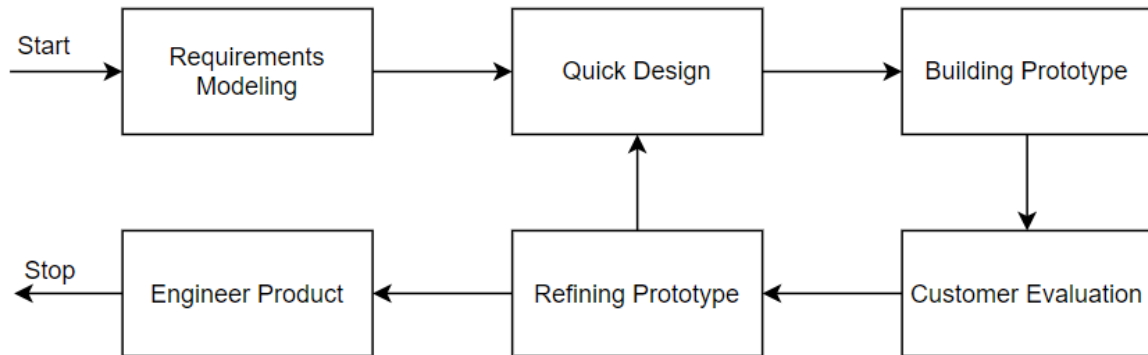 Start
Requirements
Modeling
Quick Design
Building Prototype
Stop
Engineer Product
Refining Prototype
Customer Evaluation